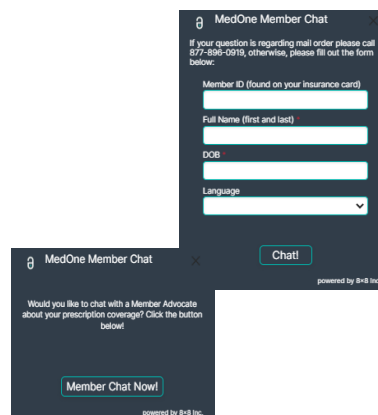 MedOne Member Chat
If your question is regarding mail order please call
877-896-0919, otherwise, please fill out the form
below:
Member ID (found on your insurance card)
Full Name (first and last) *
DOB *
Language
Chat!
powered by 8x8 Inc.
MedOne Member Chat
Would you like to chat with a Member Advocate
about your prescription coverage? Click the button
below!
Member Chat Now!
powered by 8x8 Inc.